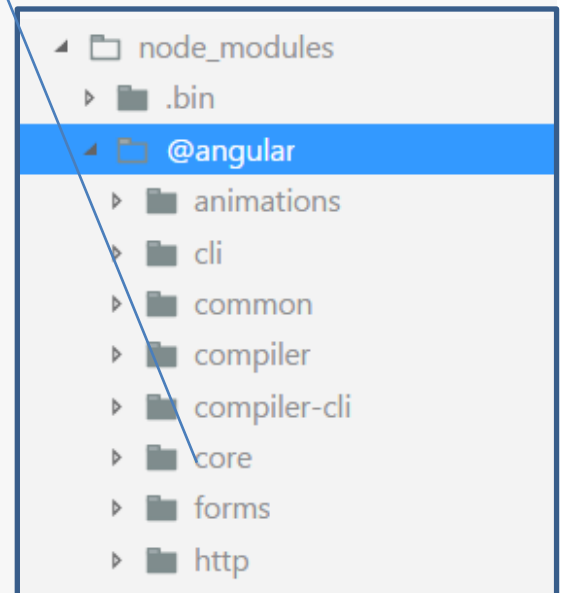 node_modules
.bin
@angular
animations
cli
common
compiler
compiler-cli
core
forms
http